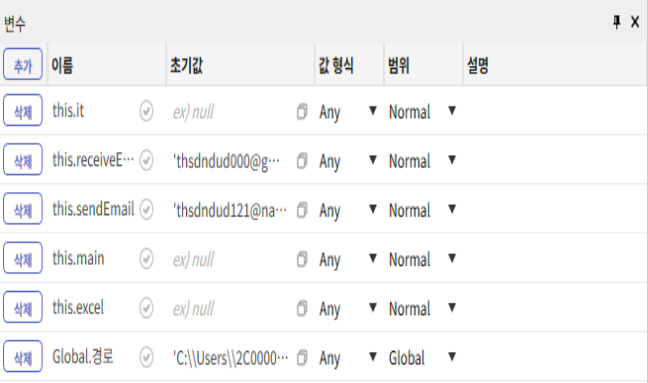 변수
추가 이름 초기값 값 형식 범위 설명
삭제 this.it ex) null Any Normal
삭제 this.receiveE··· 'thsdndud000@g··· Any Normal
삭제 this.sendEmail 'thsdndud121@na··· Any Normal
삭제 this.main ex) null Any Normal
삭제 this.excel ex) null Any Normal
삭제 Global.경로 'C:\\Users\\2C0000··· Any Global